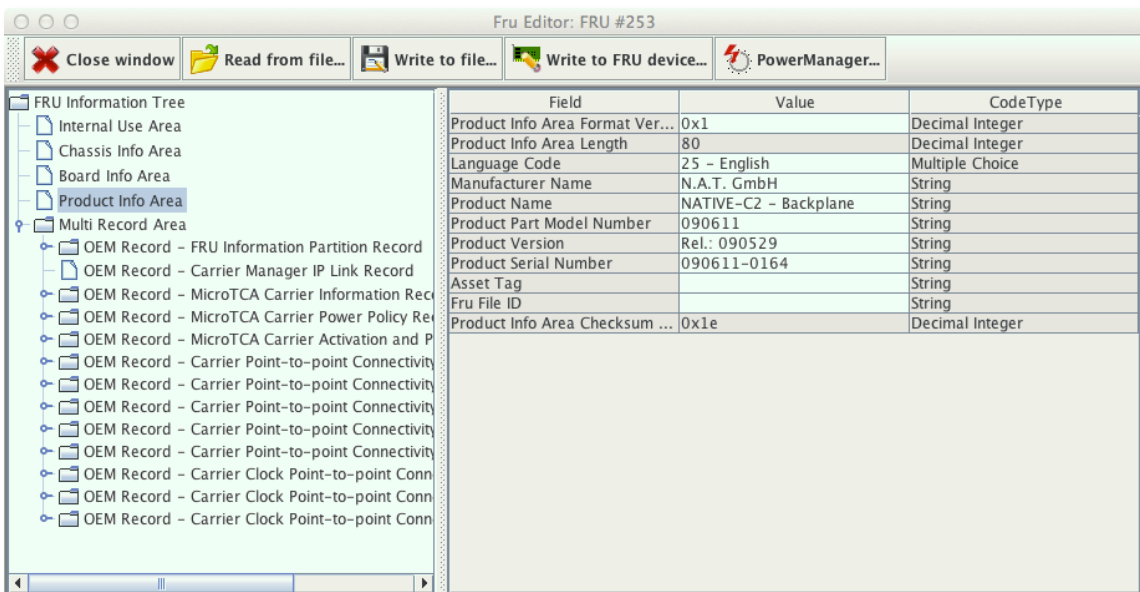 Fru Editor: FRU #253
Close window Read from file... Write to file... Write to FRU device... PowerManager...
FRU Information Tree
Internal Use Area
Chassis Info Area
Board Info Area
Product Info Area
Multi Record Area
OEM Record - FRU Information Partition Record
OEM Record - Carrier Manager IP Link Record
OEM Record - MicroTCA Carrier Information Reco
OEM Record - MicroTCA Carrier Power Policy Rec
OEM Record - MicroTCA Carrier Activation and P
OEM Record - Carrier Point-to-point Connectivity
OEM Record - Carrier Point-to-point Connectivity
OEM Record - Carrier Point-to-point Connectivity
OEM Record - Carrier Point-to-point Connectivity
OEM Record - Carrier Point-to-point Connectivity
OEM Record - Carrier Clock Point-to-point Conn
OEM Record - Carrier Clock Point-to-point Conn
OEM Record - Carrier Clock Point-to-point Conn
Field Value CodeType
Product Info Area Format Ver... 0x1 Decimal Integer
Product Info Area Length 80 Decimal Integer
Language Code 25 - English Multiple Choice
Manufacturer Name N.A.T. GmbH String
Product Name NATIVE-C2 - Backplane String
Product Part Model Number 090611 String
Product Version Rel.: 090529 String
Product Serial Number 090611-0164 String
Asset Tag String
Fru File ID String
Product Info Area Checksum ... 0x1e Decimal Integer